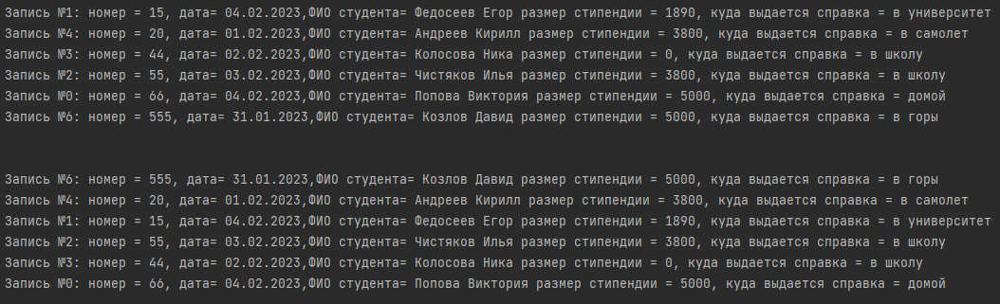 Запись №1: номер = 15, дата= 04.02.2023,ФИО студента= Федосеев Егор размер стипендии = 1890, куда выдается справка = в университет
Запись №4: номер = 20, дата= 01.02.2023,ФИО студента= Андреев Кирилл размер стипендии = 3800, куда выдается справка = в самолет
Запись №3: номер = 44, дата= 02.02.2023,ФИО студента= Колосова Ника размер стипендии = 0, куда выдается справка = в школу
Запись №2: номер = 55, дата= 03.02.2023,ФИО студента= Чистяков Илья размер стипендии = 3800, куда выдается справка = в школу
Запись №0: номер = 66, дата= 04.02.2023,ФИО студента= Попова Виктория размер стипендии = 5000, куда выдается справка = домой
Запись №6: номер = 555, дата= 31.01.2023,ФИО студента= Козлов Давид размер стипендии = 5000, куда выдается справка = в горы
Запись №6: номер = 555, дата= 31.01.2023,ФИО студента= Козлов Давид размер стипендии = 5000, куда выдается справка = в горы
Запись №4: номер = 20, дата= 01.02.2023,ФИО студента= Андреев Кирилл размер стипендии = 3800, куда выдается справка = в самолет
Запись №1: номер = 15, дата= 04.02.2023,ФИО студента= Федосеев Егор размер стипендии = 1890, куда выдается справка = в университет
Запись №2: номер = 55, дата= 03.02.2023,ФИО студента= Чистяков Илья размер стипендии = 3800, куда выдается справка = в школу
Запись №3: номер = 44, дата= 02.02.2023,ФИО студента= Колосова Ника размер стипендии = 0, куда выдается справка = в школу
Запись №0: номер = 66, дата= 04.02.2023,ФИО студента= Попова Виктория размер стипендии = 5000, куда выдается справка = домой